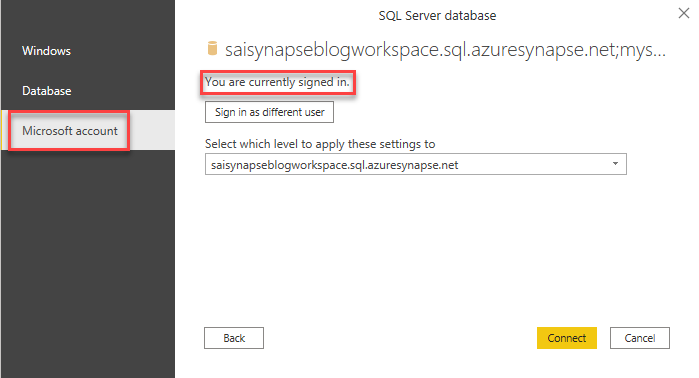 SQL Server database
Windows
Database
Microsoft account
saisynapseblogworkspace.sql.azuresynapse.net;mys...
You are currently signed in.
Sign in as different user
Select which level to apply these settings to
saisynapseblogworkspace.sql.azuresynapse.net
Back
Connect
Cancel